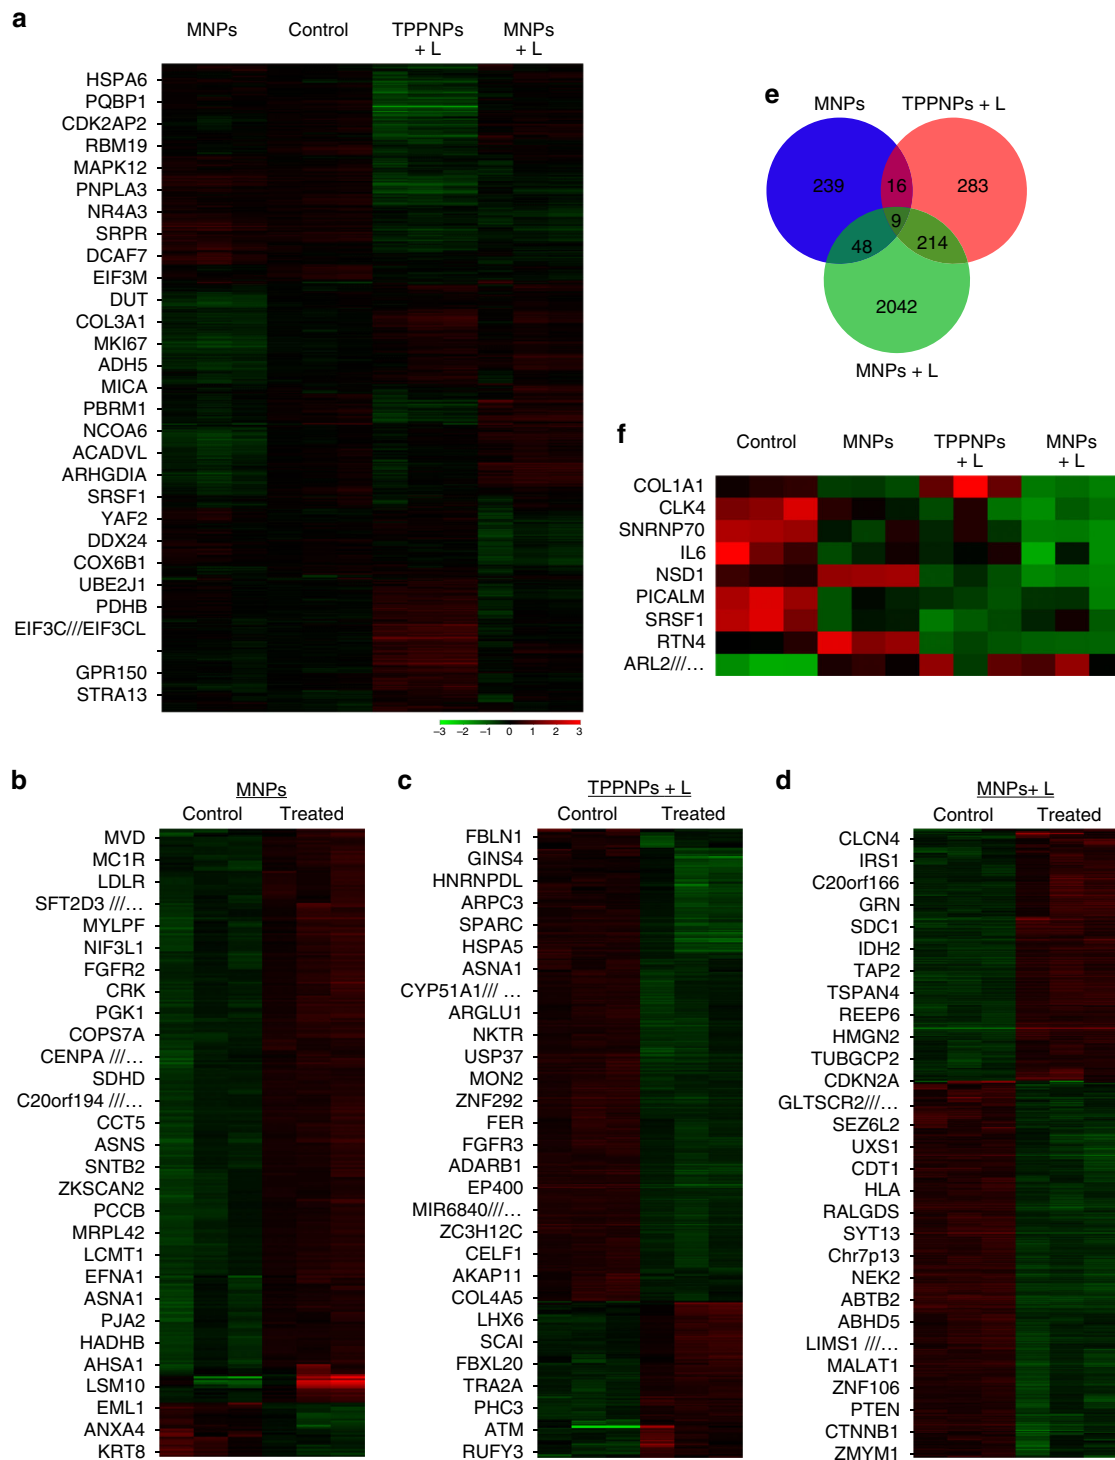 a
MNPs Control TPPNPs + L MNPs + L
HSPA6
PQBP1
CDK2AP2
RBM19
MAPK12
PNPLA3
NR4A3
SRPR
DCAF7
EIF3M
DUT
COL3A1
MKI67
ADH5
MICA
PBRM1
NCOA6
ACADVL
ARHGDIA
SRSF1
YAF2
DDX24
COX6B1
UBE2J1
PDHB
EIF3C///EIF3CL
GPR150
STRA13
−3 −2 −1 0 1 2 3
e
MNPs TPPNPs + L
239 16 283
9
48 214
2042
MNPs + L
f
Control MNPs TPPNPs + L MNPs + L
COL1A1
CLK4
SNRNP70
IL6
NSD1
PICALM
SRSF1
RTN4
ARL2///...
b
MNPs
Control Treated
MVD
MC1R
LDLR
SFT2D3 ///...
MYLPF
NIF3L1
FGFR2
CRK
PGK1
COPS7A
CENPA ///...
SDHD
C20orf194 ///...
CCT5
ASNS
SNTB2
ZKSCAN2
PCCB
MRPL42
LCMT1
EFNA1
ASNA1
PJA2
HADHB
AHSA1
LSM10
EML1
ANXA4
KRT8
c
TPPNPs + L
Control Treated
FBLN1
GINS4
HNRNPDL
ARPC3
SPARC
HSPA5
ASNA1
CYP51A1/// ...
ARGLU1
NKTR
USP37
MON2
ZNF292
FER
FGFR3
ADARB1
EP400
MIR6840///...
ZC3H12C
CELF1
AKAP11
COL4A5
LHX6
SCAI
FBXL20
TRA2A
PHC3
ATM
RUFY3
d
MNPs+ L
Control Treated
CLCN4
IRS1
C20orf166
GRN
SDC1
IDH2
TAP2
TSPAN4
REEP6
HMGN2
TUBGCP2
CDKN2A
GLTSCR2///...
SEZ6L2
UXS1
CDT1
HLA
RALGDS
SYT13
Chr7p13
NEK2
ABTB2
ABHD5
LIMS1 ///...
MALAT1
ZNF106
PTEN
CTNNB1
ZMYM1